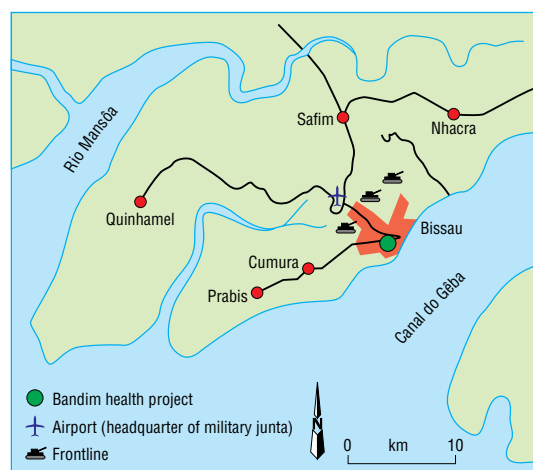 Rio Mansôa
Safim
Nhacra
Quinhamel
Bissau
Cumura
Prabis
Canal do Gêba
Bandim health project
Airport (headquarter of military junta)
Frontline
0 km 10